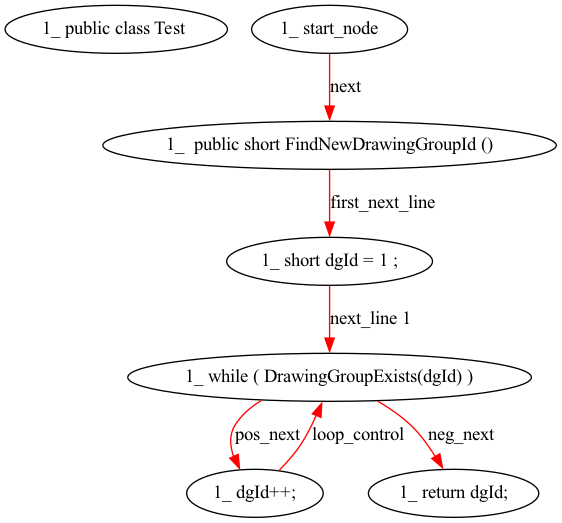 1_ public class Test
1_ start_node
next
1_  public short FindNewDrawingGroupId ()
first_next_line
1_ short dgId = 1 ;
next_line 1
1_ while ( DrawingGroupExists(dgId) )
pos_next
loop_control
neg_next
1_ dgId++;
1_ return dgId;